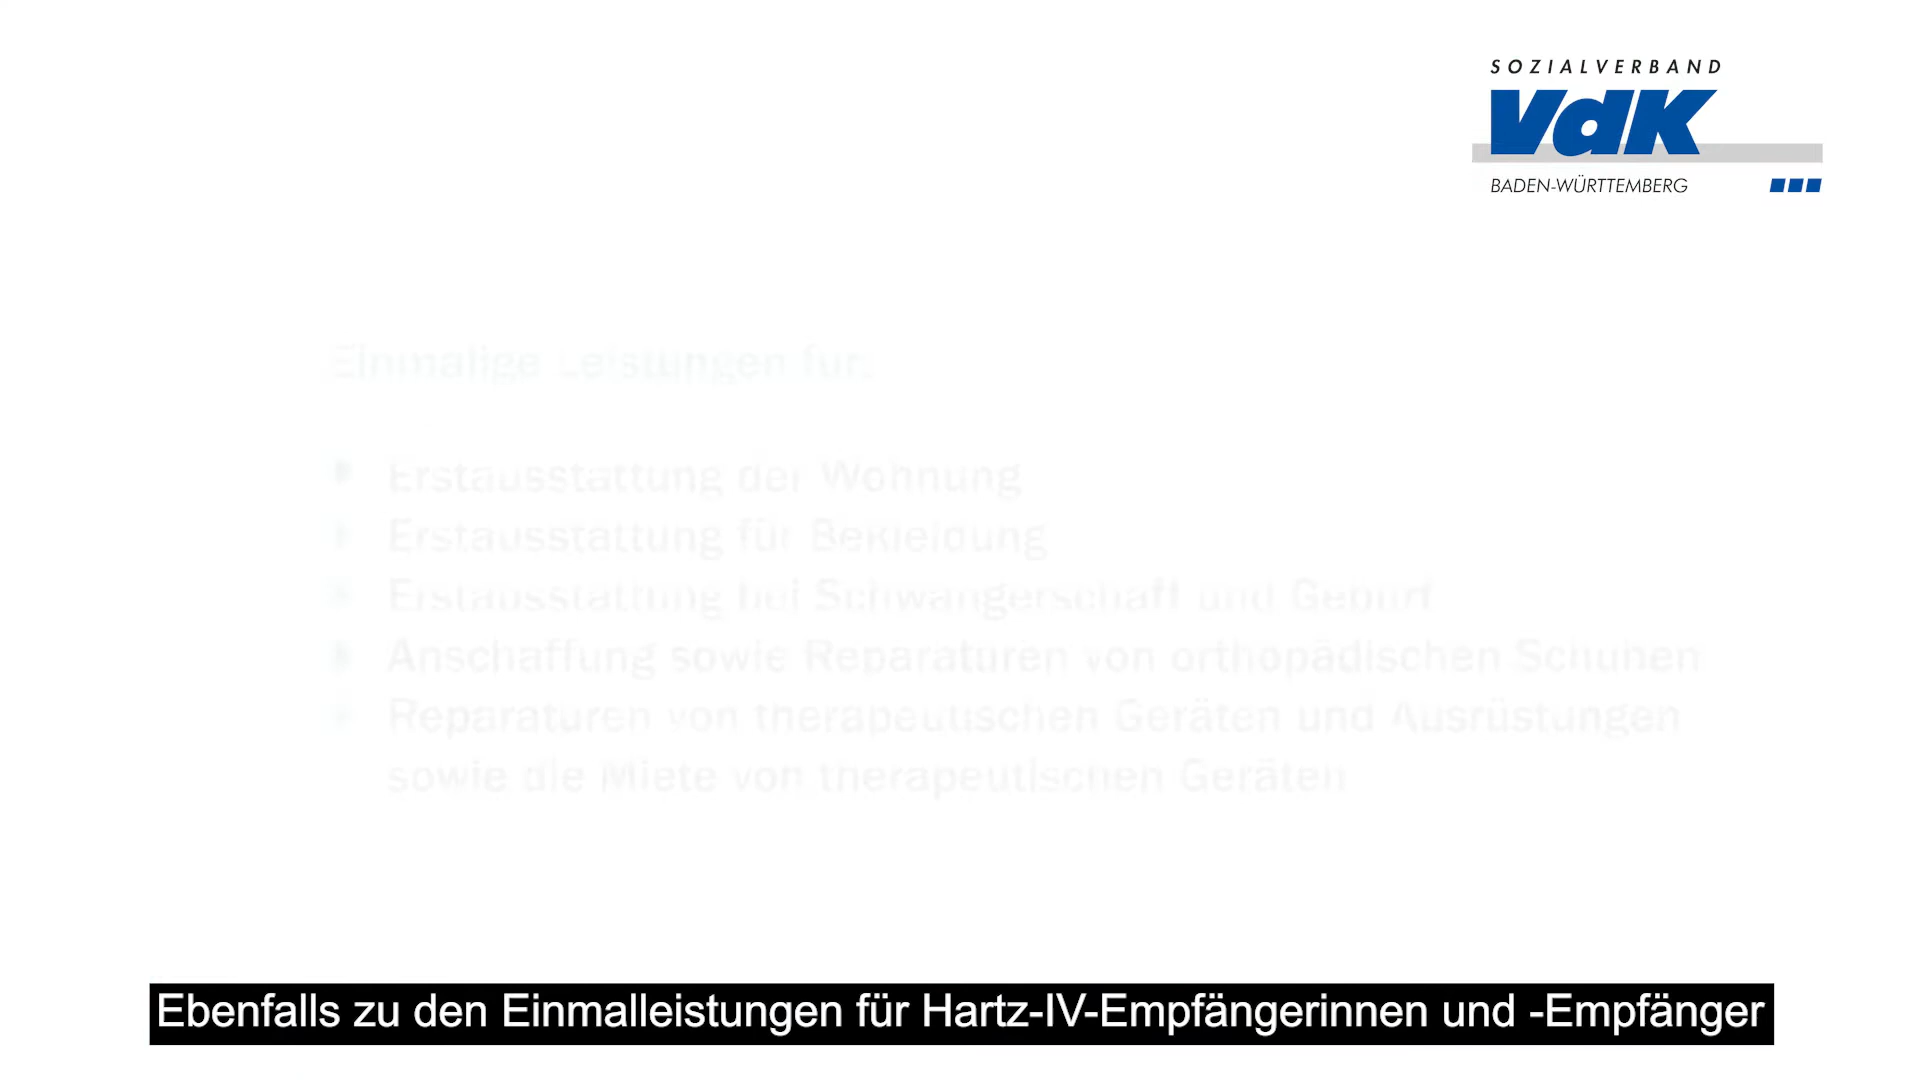 SOZIALVERBAND
VdK
BADEN-WÜRTTEMBERG
Einmalige Leistungen für:
Erstausstattung der Wohnung
Erstausstattung für Bekleidung
Erstausstattung bei Schwangerschaft und Geburt
Anschaffung sowie Reparaturen von orthopädischen Schuhen
Reparaturen von therapeutischen Geräten und Ausrüstungen
sowie die Miete von therapeutischen Geräten
Ebenfalls zu den Einmalleistungen für Hartz-IV-Empfängerinnen und -Empfänger